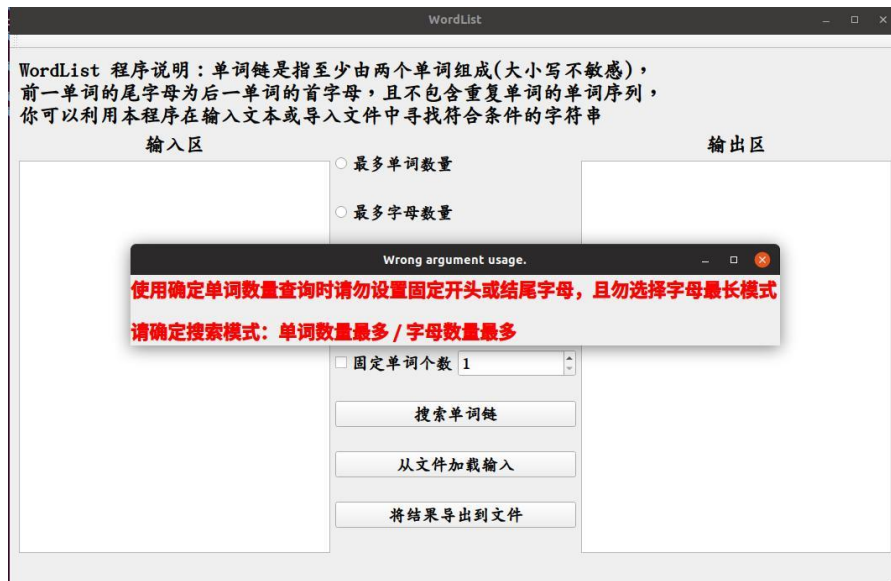 WordList
WordList 程序说明：单词链是指至少由两个单词组成(大小写不敏感)，
前一单词的尾字母为后一单词的首字母，且不包含重复单词的单词序列，
你可以利用本程序在输入文本或导入文件中寻找符合条件的字符串
输入区
输出区
最多单词数量
最多字母数量
Wrong argument usage.
使用确定单词数量查询时请勿设置固定开头或结尾字母，且勿选择字母最长模式
请确定搜索模式：单词数量最多 / 字母数量最多
固定单词个数 1
搜索单词链
从文件加载输入
将结果导出到文件